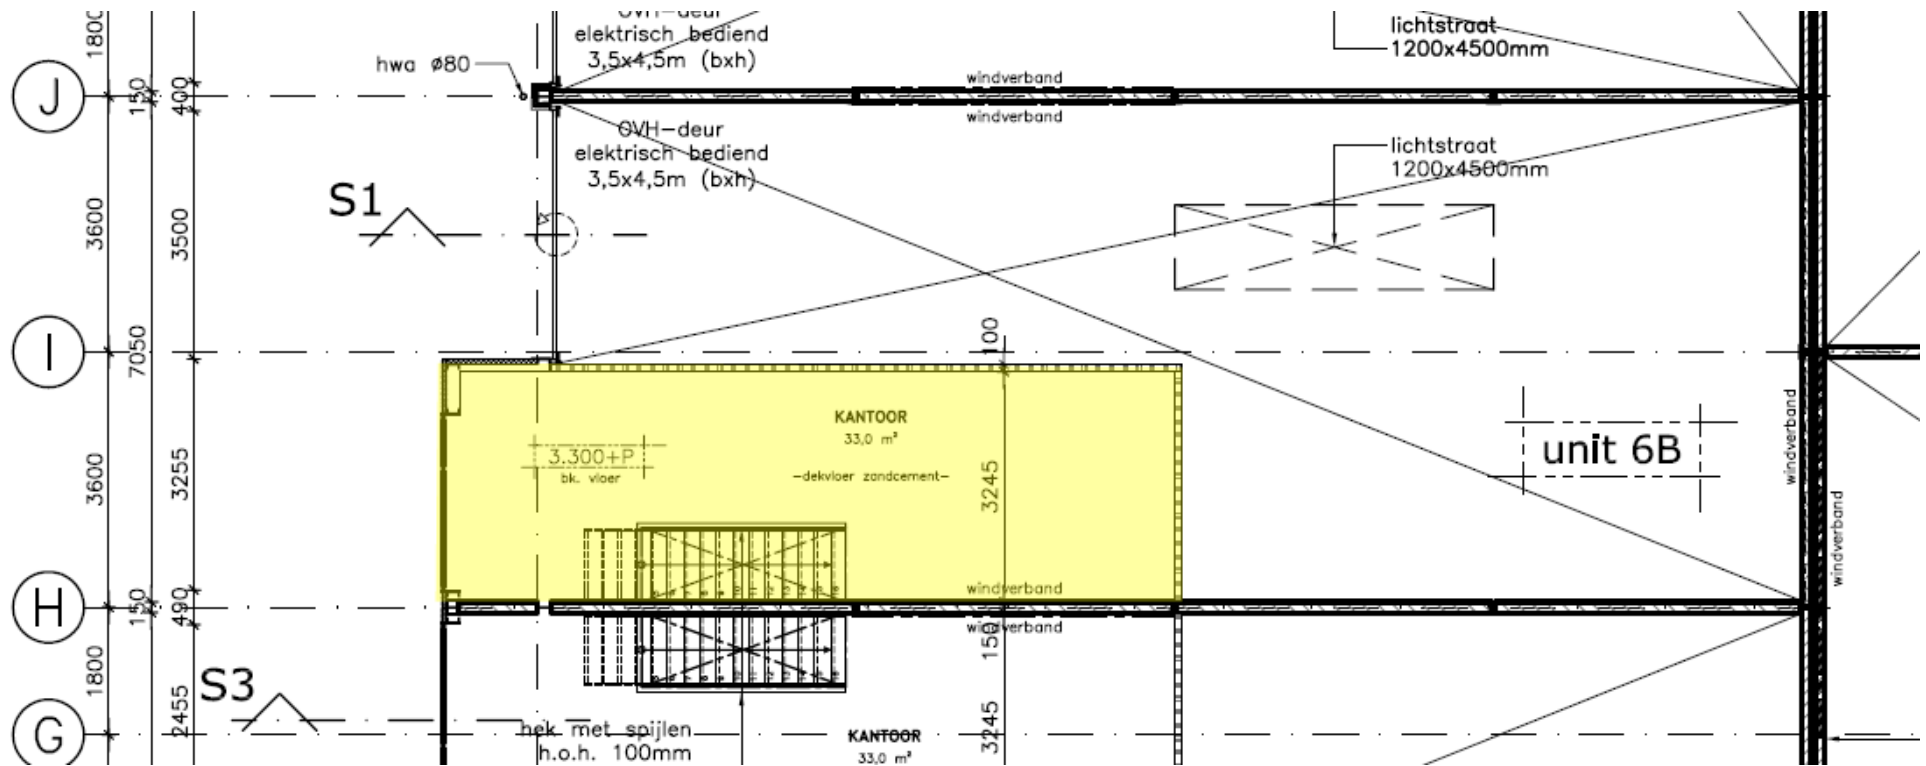 OVH-deur
elektrisch bediend
3,5x4,5m (bxh)
lichtstraat
1200x4500mm
1800
hwa ø80
J
150
400
windverband
windverband
OVH-deur
elektrisch bediend
3,5x4,5m (bxh)
lichtstraat
1200x4500mm
S1
3600
3500
I
7050
100
KANTOOR
33,0 m²
3.300+P
bk. vloer
-dekvloer zandcement-
3600
3255
3245
unit 6B
windverband
windverband
H
150
490
windverband
windverband
150
S3
1800
2455
G
hek met spijlen
h.o.h. 100mm
KANTOOR
33,0 m²
3245